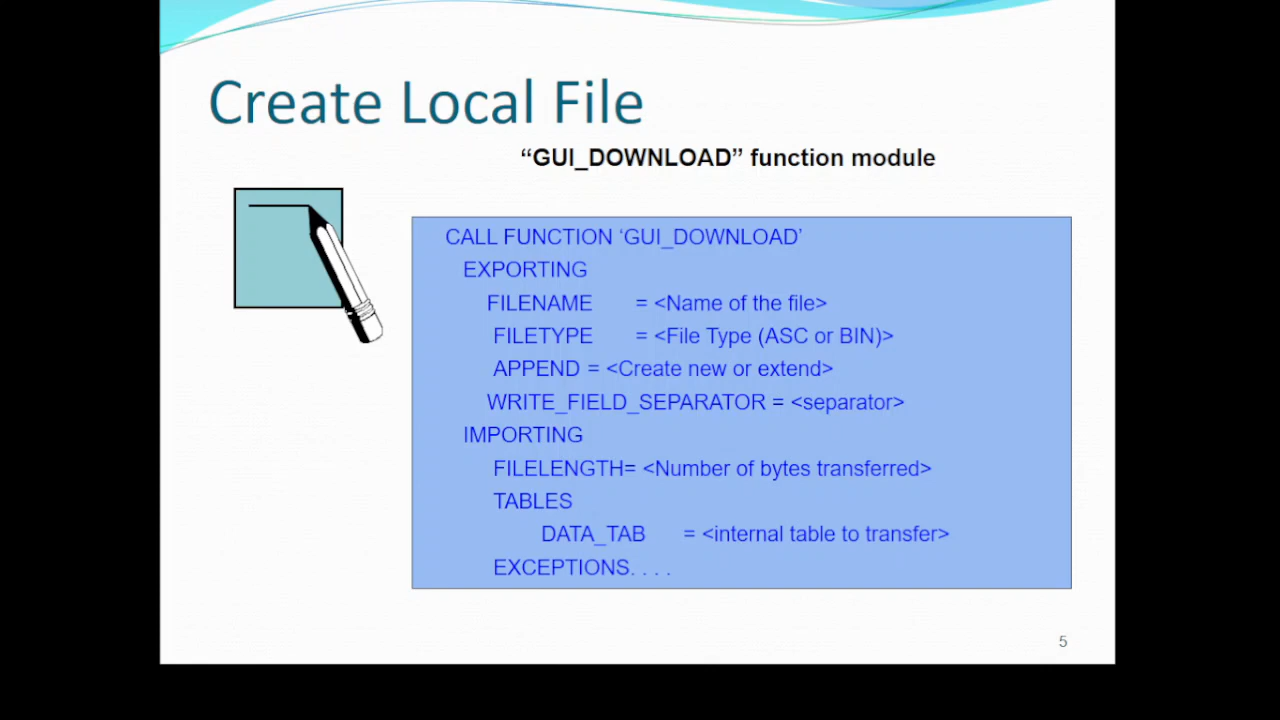 Create Local File
“GUI_DOWNLOAD” function module
CALL FUNCTION ‘GUI_DOWNLOAD’
EXPORTING
FILENAME = <Name of the file>
FILETYPE = <File Type (ASC or BIN)>
APPEND = <Create new or extend>
WRITE_FIELD_SEPARATOR = <separator>
IMPORTING
FILELENGTH= <Number of bytes transferred>
TABLES
DATA_TAB = <internal table to transfer>
EXCEPTIONS. . . .
5